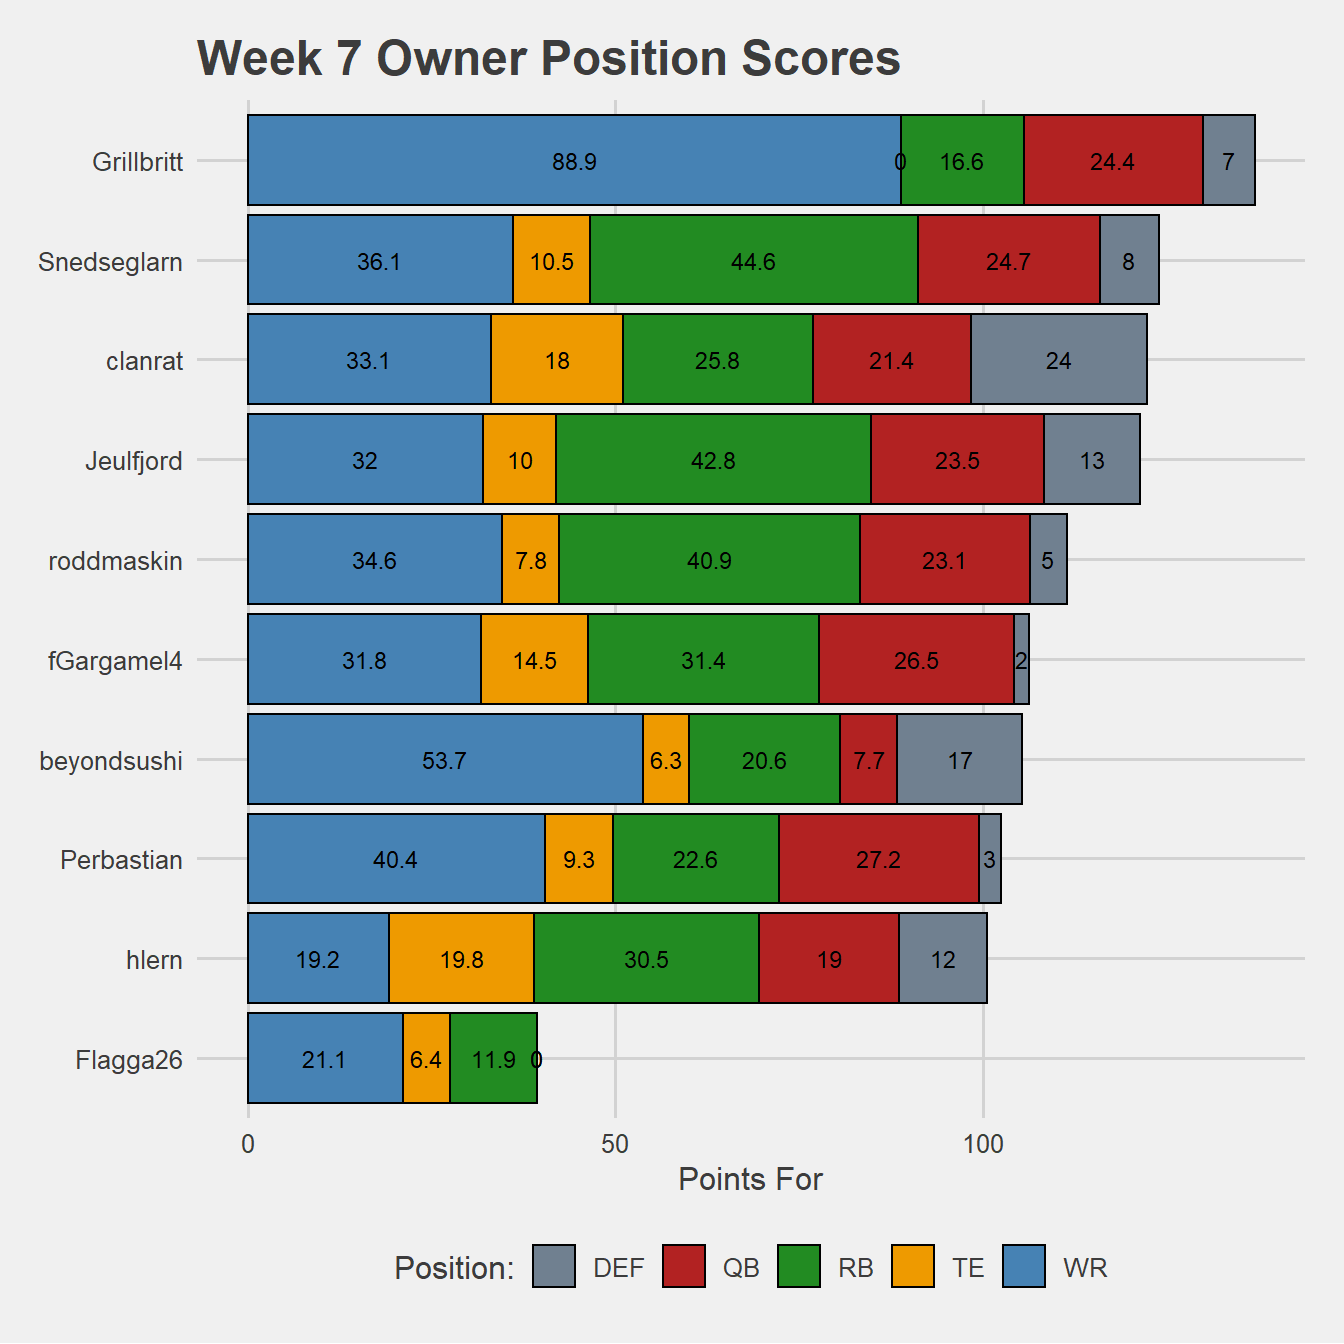 Week 7 Owner Position Scores
Grillbritt 88.9 0 16.6 24.4 7
Snedseglarn 36.1 10.5 44.6 24.7 8
clanrat 33.1 18 25.8 21.4 24
Jeulfjord 32 10 42.8 23.5 13
roddmaskin 34.6 7.8 40.9 23.1 5
fGargamel4 31.8 14.5 31.4 26.5 2
beyondsushi 53.7 6.3 20.6 7.7 17
Perbastian 40.4 9.3 22.6 27.2 3
hlern 19.2 19.8 30.5 19 12
Flagga26 21.1 6.4 11.9 0
0 50 100
Points For
Position: DEF QB RB TE WR